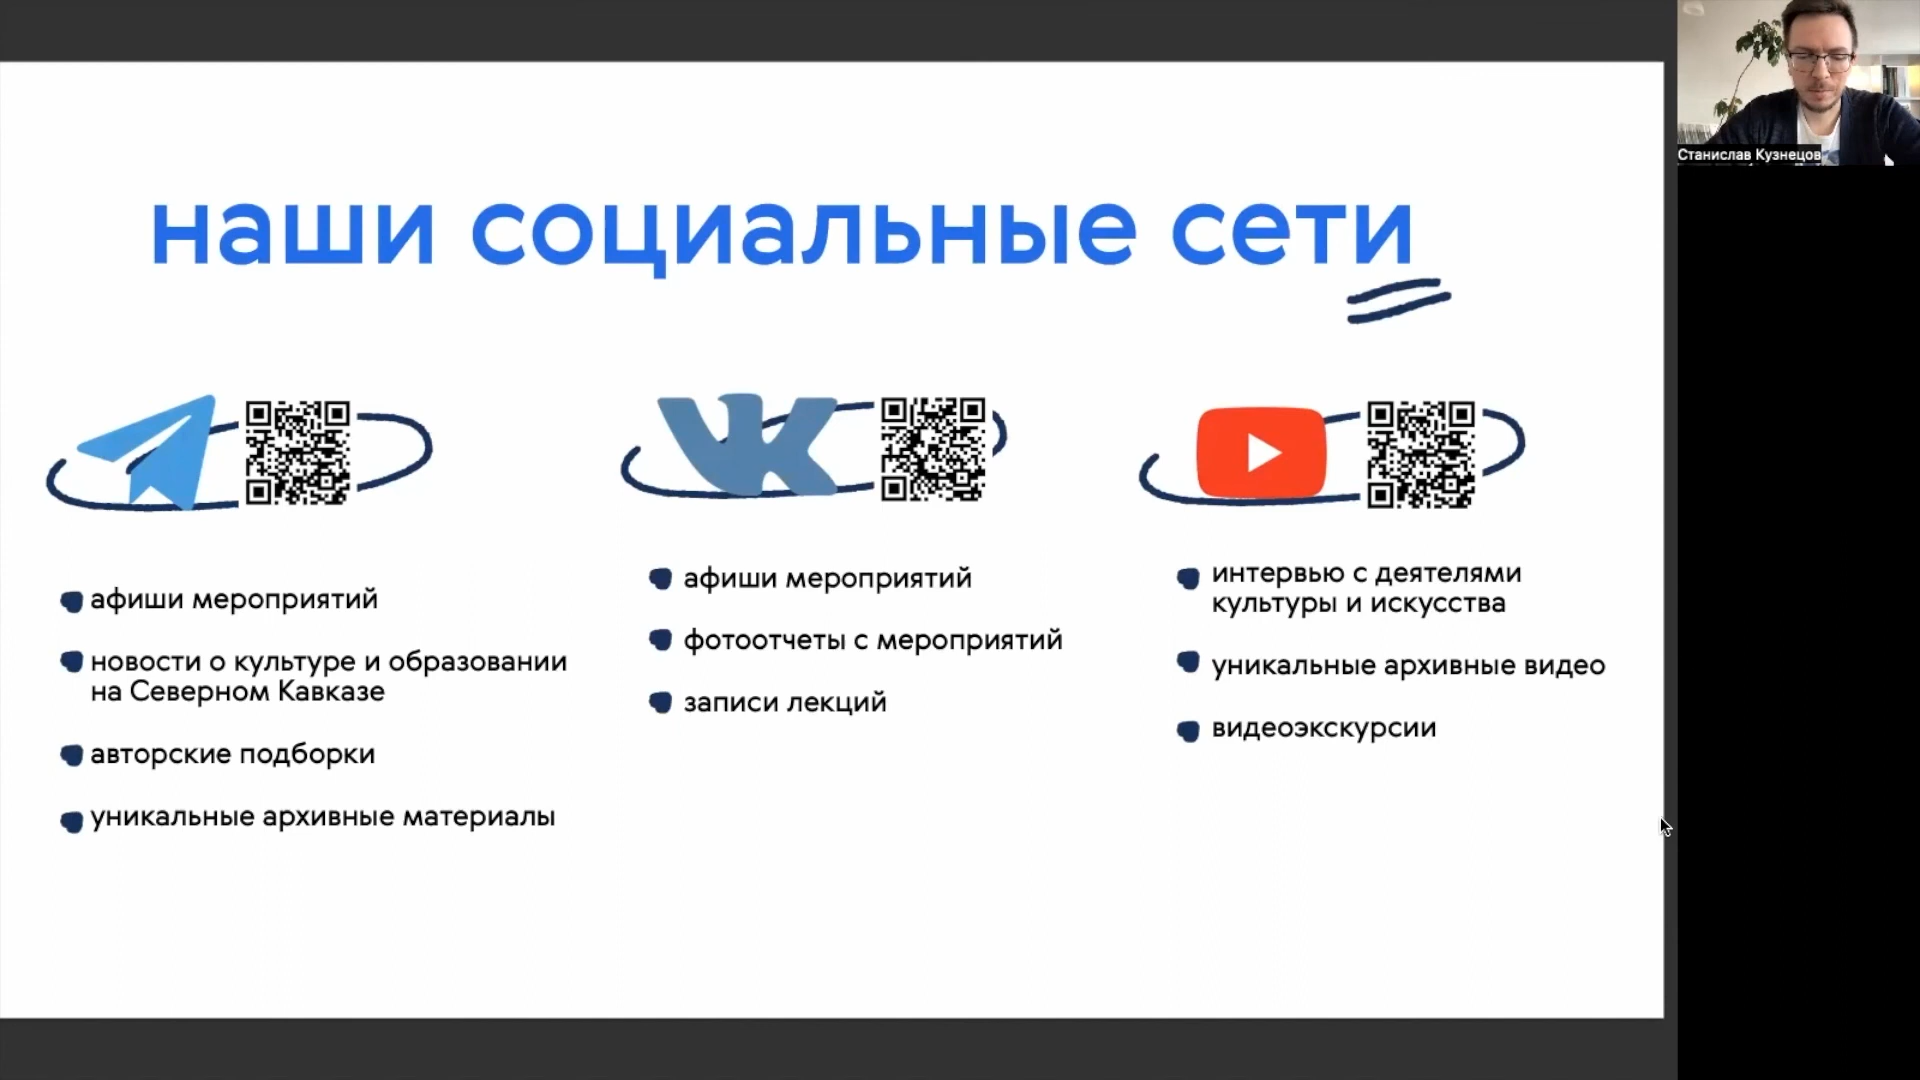 наши социальные сети
афиши мероприятий
новости о культуре и образовании
на Северном Кавказе
авторские подборки
уникальные архивные материалы
афиши мероприятий
фотоотчеты с мероприятий
записи лекций
интервью с деятелями
культуры и искусства
уникальные архивные видео
видеоэкскурсии
Станислав Кузнецов